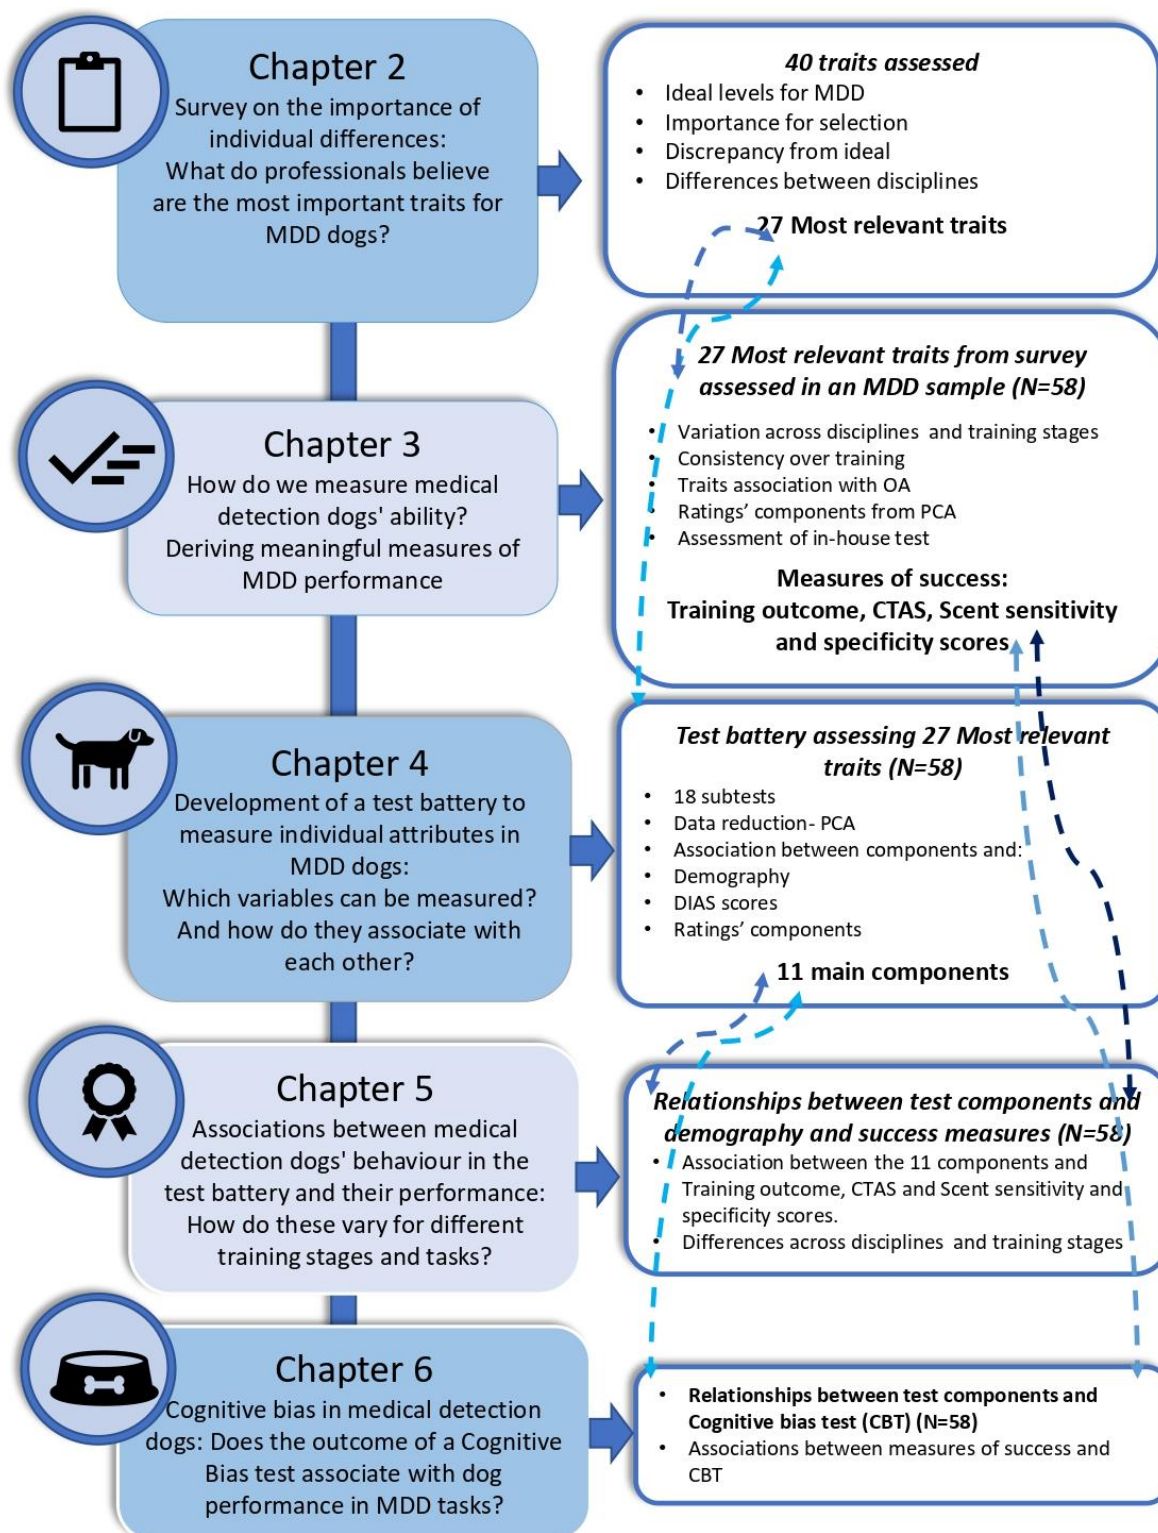 Chapter 2
Survey on the importance of
individual differences:
What do professionals believe
are the most important traits for
MDD dogs?
40 traits assessed
• Ideal levels for MDD
• Importance for selection
• Discrepancy from ideal
• Differences between disciplines
27 Most relevant traits
Chapter 3
How do we measure medical
detection dogs' ability?
Deriving meaningful measures of
MDD performance
27 Most relevant traits from survey
assessed in an MDD sample (N=58)
• Variation across disciplines and training stages
• Consistency over training
• Traits association with OA
• Ratings' components from PCA
• Assessment of in-house test
Measures of success:
Training outcome, CTAS, Scent sensitivity
and specificity scores
Chapter 4
Development of a test battery to
measure individual attributes in
MDD dogs:
Which variables can be measured?
And how do they associate with
each other?
Test battery assessing 27 Most relevant
traits (N=58)
• 18 subtests
• Data reduction- PCA
• Association between components and:
• Demography
• DIAS scores
• Ratings' components
11 main components
Chapter 5
Associations between medical
detection dogs' behaviour in the
test battery and their performance:
How do these vary for different
training stages and tasks?
Relationships between test components and
demography and success measures (N=58)
• Association between the 11 components and
Training outcome, CTAS and Scent sensitivity and
specificity scores.
• Differences across disciplines and training stages
Chapter 6
Cognitive bias in medical detection
dogs: Does the outcome of a Cognitive
Bias test associate with dog
performance in MDD tasks?
• Relationships between test components and
Cognitive bias test (CBT) (N=58)
• Associations between measures of success and
CBT